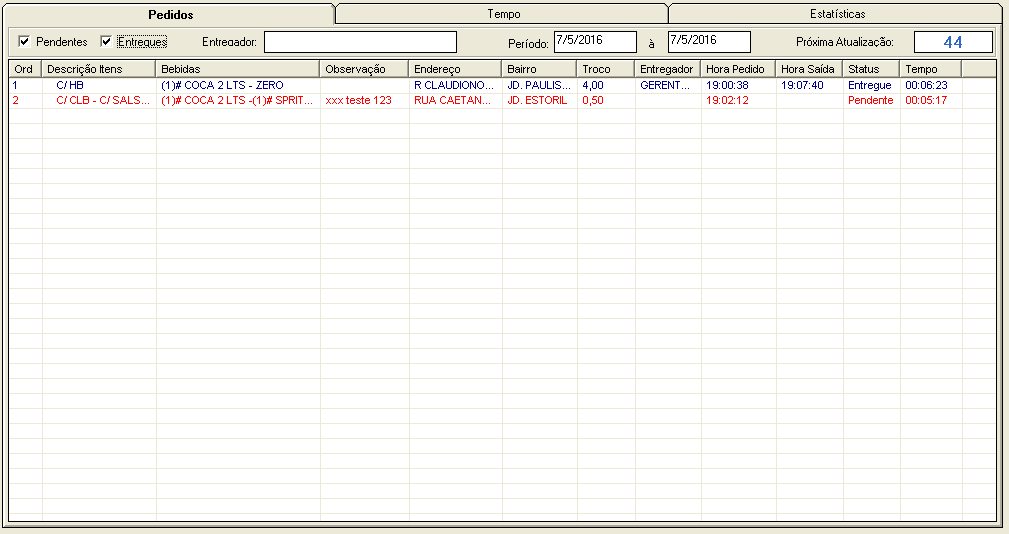 Pedidos Tempo Estatísticas
Pendentes Entregues Entregador: Período: 7/5/2016 à 7/5/2016 Próxima Atualização: 44
Ord Descrição Itens Bebidas Observação Endereço Bairro Troco Entregador Hora Pedido Hora Saída Status Tempo
1 C/ HB (1)# COCA 2 LTS - ZERO R CLAUDIONO... JD. PAULIS... 4,00 GERENT... 19:00:38 19:07:40 Entregue 00:06:23
2 C/ CLB - C/ SALS... (1)# COCA 2 LTS -(1)# SPRIT... xxx teste 123 RUA CAETAN... JD. ESTORIL 0,50 19:02:12 Pendente 00:05:17